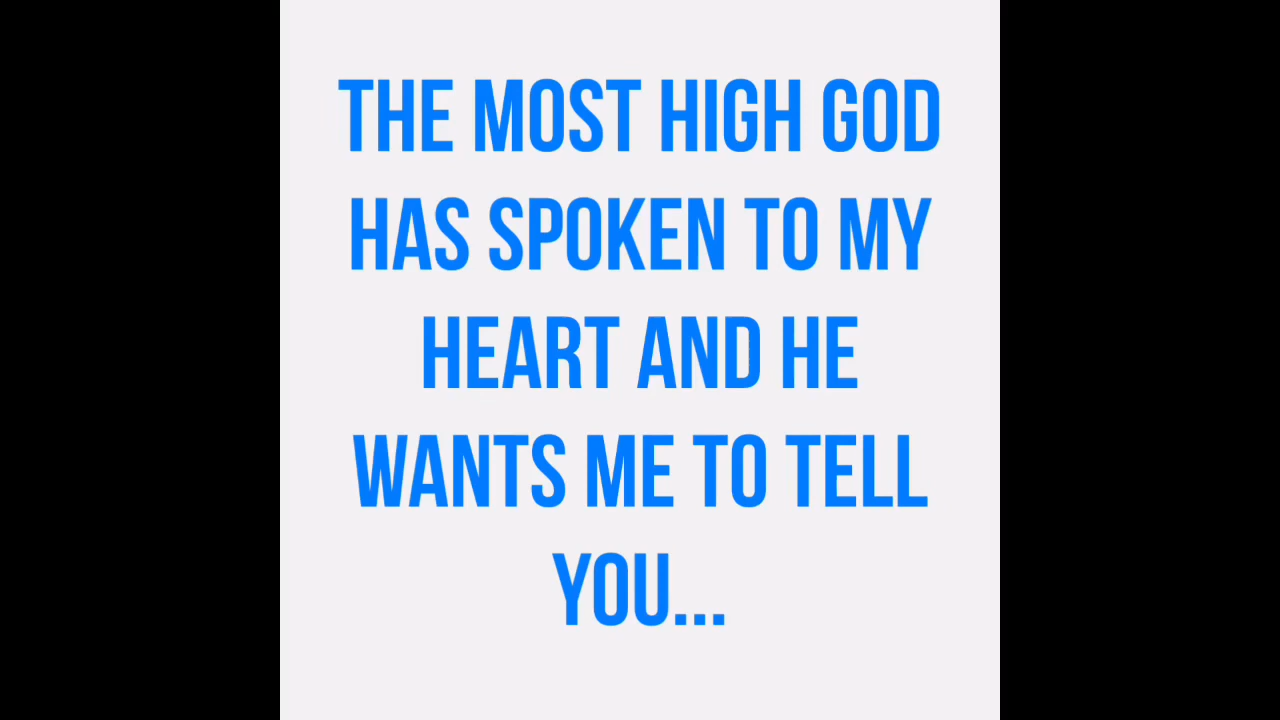 THE MOST HIGH GOD
HAS SPOKEN TO MY
HEART AND HE
WANTS ME TO TELL
YOU...